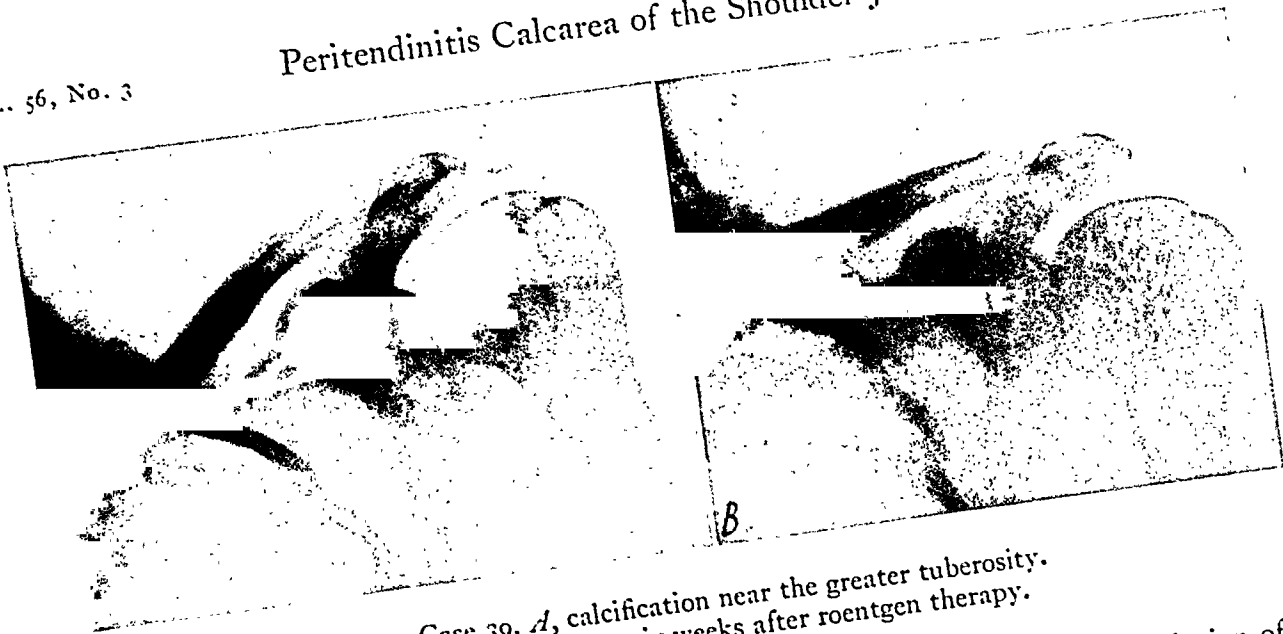 Peritendinitis Calcarea of the Shoulder
56, No. 3
B
Case 39. A, calcification near the greater tuberosity.
weeks after roentgen therapy.
of